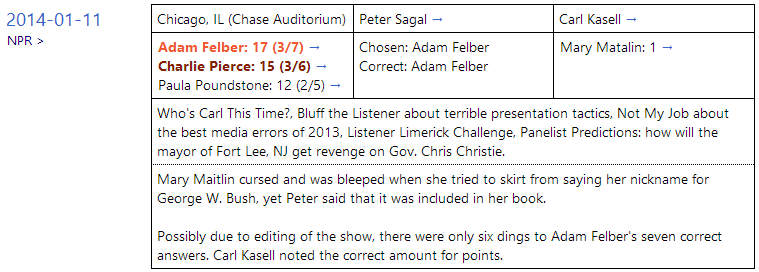 2014-01-11
NPR >
Chicago, IL (Chase Auditorium)
Peter Sagal →
Carl Kasell →
Adam Felber: 17 (3/7) →
Charlie Pierce: 15 (3/6) →
Paula Poundstone: 12 (2/5) →
Chosen: Adam Felber
Correct: Adam Felber
Mary Matalin: 1 →
Who's Carl This Time?, Bluff the Listener about terrible presentation tactics, Not My Job about
the best media errors of 2013, Listener Limerick Challenge, Panelist Predictions: how will the
mayor of Fort Lee, NJ get revenge on Gov. Chris Christie.
Mary Maitlin cursed and was bleeped when she tried to skirt from saying her nickname for
George W. Bush, yet Peter said that it was included in her book.
Possibly due to editing of the show, there were only six dings to Adam Felber's seven correct
answers. Carl Kasell noted the correct amount for points.